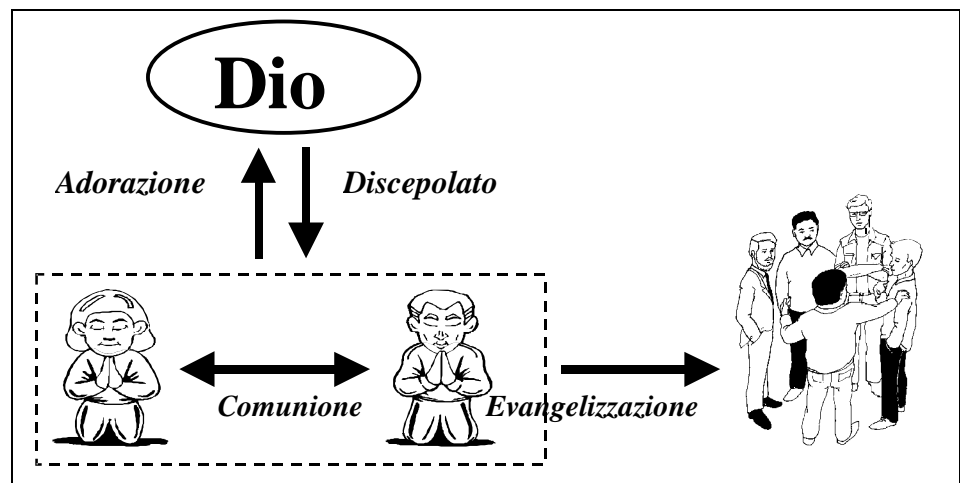 Dio
Adorazione
Discepolato
Comunione
Evangelizzazione